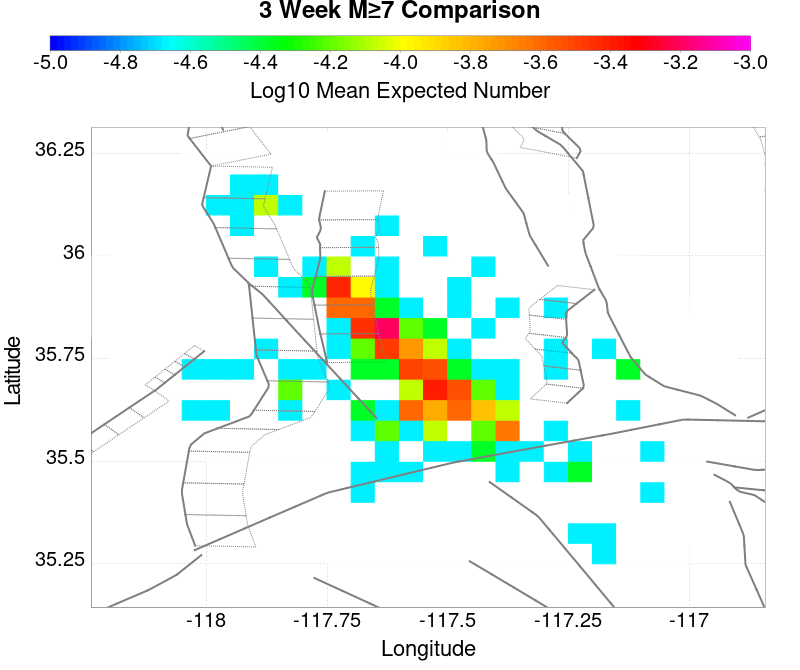 3 Week M≥7 Comparison
-5.0 -4.8 -4.6 -4.4 -4.2 -4.0 -3.8 -3.6 -3.4 -3.2 -3.0
Log10 Mean Expected Number
36.25
36
35.75
35.5
35.25
Latitude
-118 -117.75 -117.5 -117.25 -117
Longitude